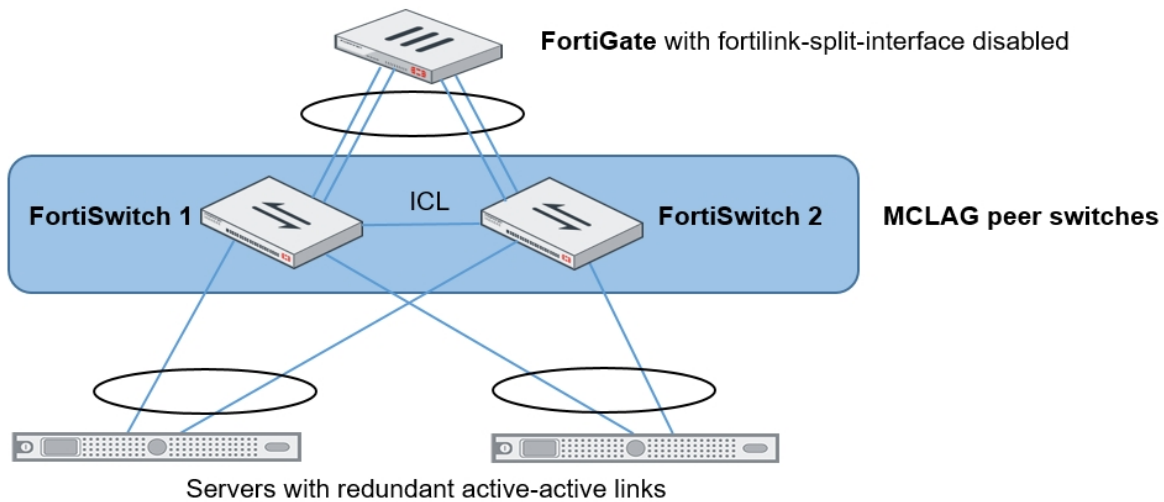 FortiGate with fortilink-split-interface disabled
ICL
FortiSwitch 1
FortiSwitch 2
MCLAG peer switches
Servers with redundant active-active links